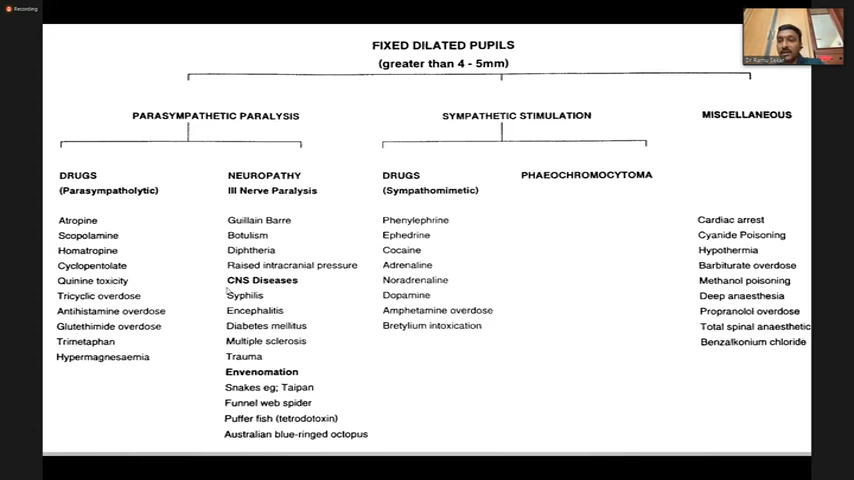 Recording
FIXED DILATED PUPILS
(greater than 4 - 5mm)
PARASYMPATHETIC PARALYSIS
SYMPATHETIC STIMULATION
MISCELLANEOUS
DRUGS
(Parasympatholytic)
Atropine
Scopolamine
Homatropine
Cyclopentolate
Quinine toxicity
Tricyclic overdose
Antihistamine overdose
Glutethimide overdose
Trimetaphan
Hypermagnesaemia
NEUROPATHY
III Nerve Paralysis
Guillain Barre
Botulism
Diphtheria
Raised intracranial pressure
CNS Diseases
Syphilis
Encephalitis
Diabetes mellitus
Multiple sclerosis
Trauma
Envenomation
Snakes eg; Taipan
Funnel web spider
Puffer fish (tetrodotoxin)
Australian blue-ringed octopus
DRUGS
(Sympathomimetic)
Phenylephrine
Ephedrine
Cocaine
Adrenaline
Noradrenaline
Dopamine
Amphetamine overdose
Bretylium intoxication
PHAEOCHROMOCYTOMA
Cardiac arrest
Cyanide Poisoning
Hypothermia
Barbiturate overdose
Methanol poisoning
Deep anaesthesia
Propranolol overdose
Total spinal anaesthetic
Benzalkonium chloride
Dr Ramu Sekar